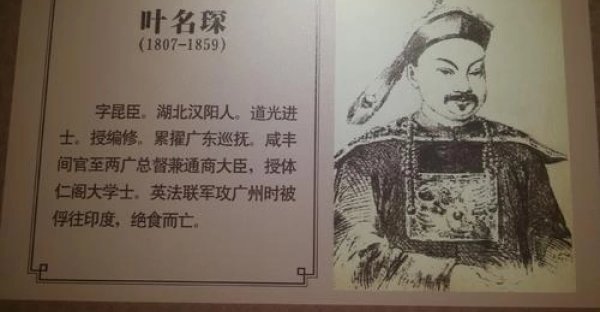 叶名琛
(1807-1859)
字昆臣。湖北汉阳人。道光进
士。授编修。累擢广东巡抚。咸丰
间官至两广总督兼通商大臣，授体
仁阁大学士。英法联军攻广州时被
俘往印度，绝食而亡。